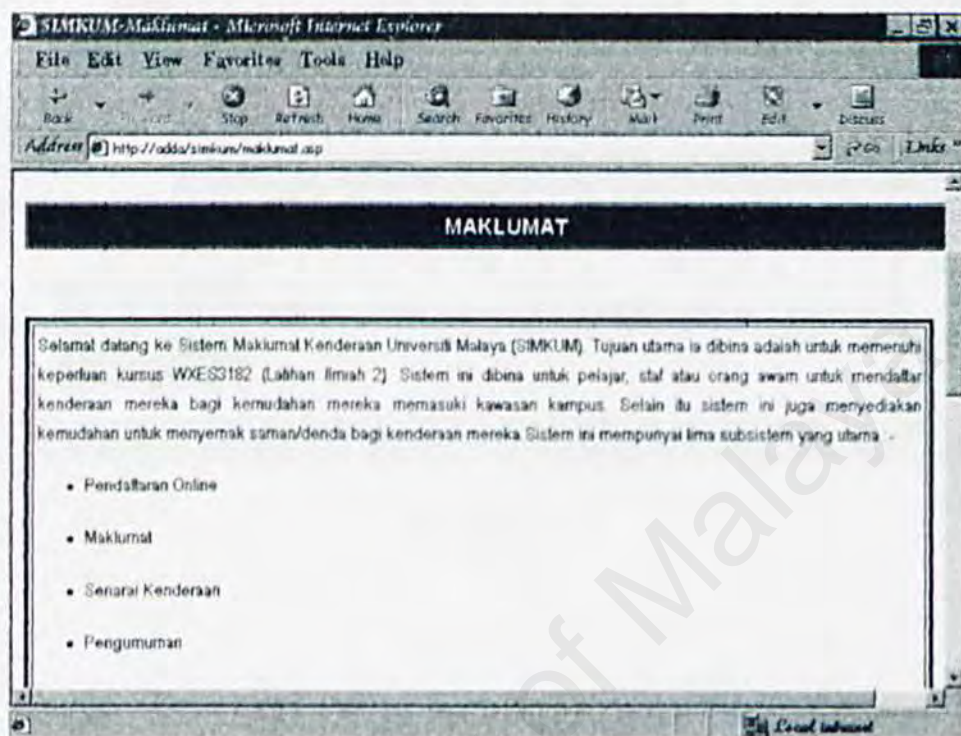 SIMKUM-Maklumat - Microsoft Internet Explorer
File Edit View Favorites Tools Help
Back Forward Stop Refresh Home Search Favorites History Mail Print Edit Discuss
Address http://adda/simkum/maklumat.asp Go Links »
MAKLUMAT
Selamat datang ke Sistem Maklumat Kenderaan Universiti Malaya (SIMKUM). Tujuan utama ia dibina adalah untuk memenuhi
keperluan kursus WXES3182 (Latihan Ilmiah 2). Sistem ini dibina untuk pelajar, staf atau orang awam untuk mendaftar
kenderaan mereka bagi kemudahan mereka memasuki kawasan kampus. Selain itu sistem ini juga menyediakan
kemudahan untuk menyemak saman/denda bagi kenderaan mereka.Sistem ini mempunyai lima subsistem yang utama :-
• Pendaftaran Online
• Maklumat
• Senarai Kenderaan
• Pengumuman
Local intranet
of Malaya